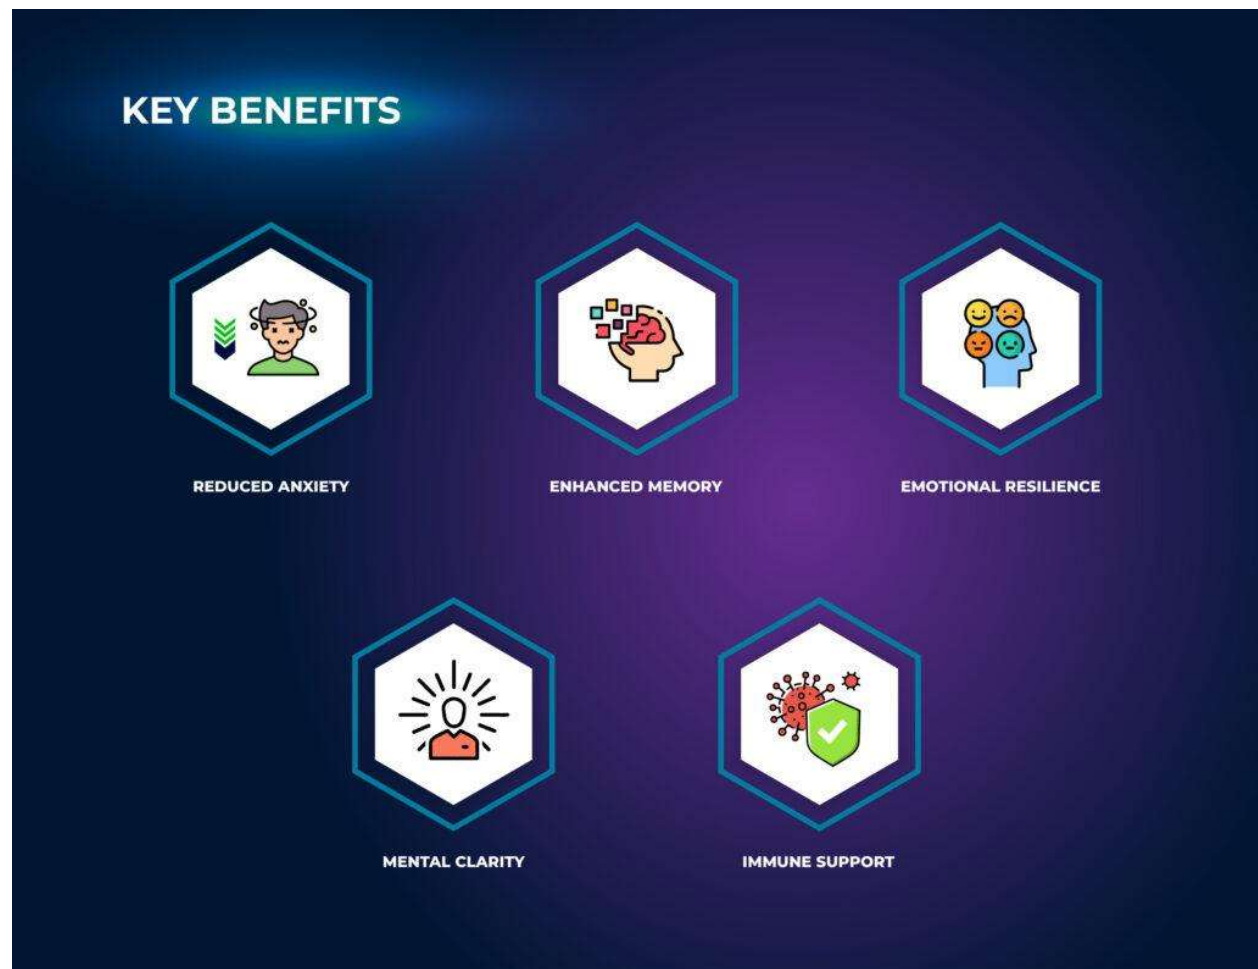 KEY BENEFITS
REDUCED ANXIETY
ENHANCED MEMORY
EMOTIONAL RESILIENCE
MENTAL CLARITY
IMMUNE SUPPORT